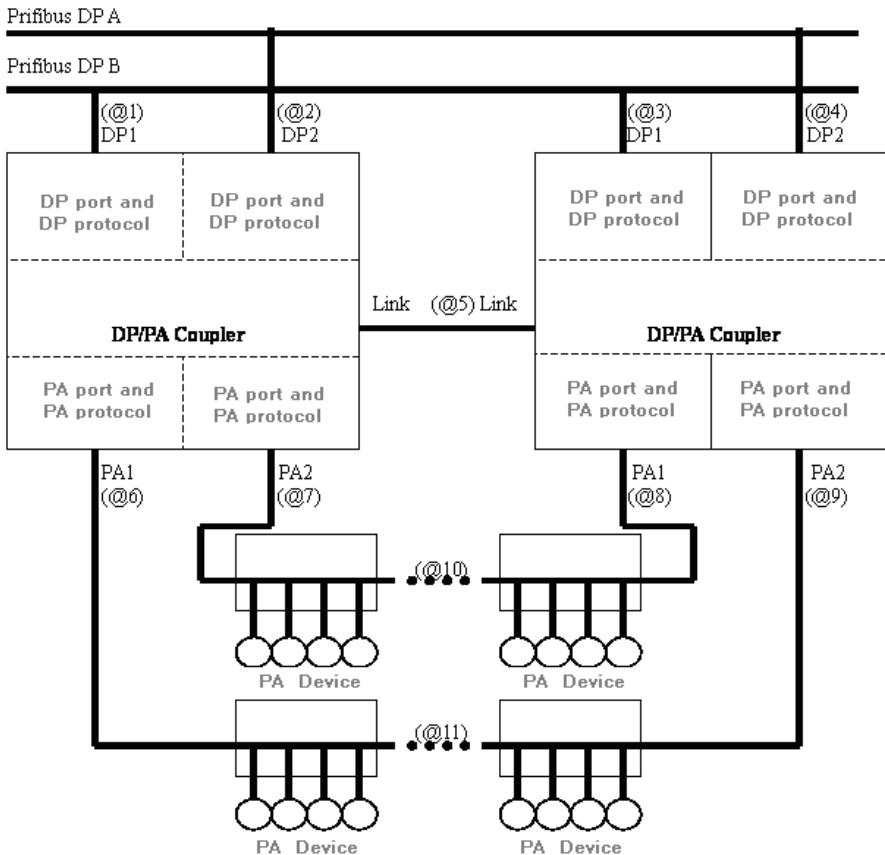 Prifibus DP A
Prifibus DP B
(@1) (@2) (@3) (@4)
DP1 DP2 DP1 DP2
DP port and DP port and DP port and DP port and
DP protocol DP protocol DP protocol DP protocol
Link (@5) Link
DP/PA Coupler DP/PA Coupler
PA port and PA port and PA port and PA port and
PA protocol PA protocol PA protocol PA protocol
PA1 PA2 PA1 PA2
(@6) (@7) (@8) (@9)
(@10)
PA Device PA Device
(@11)
PA Device PA Device